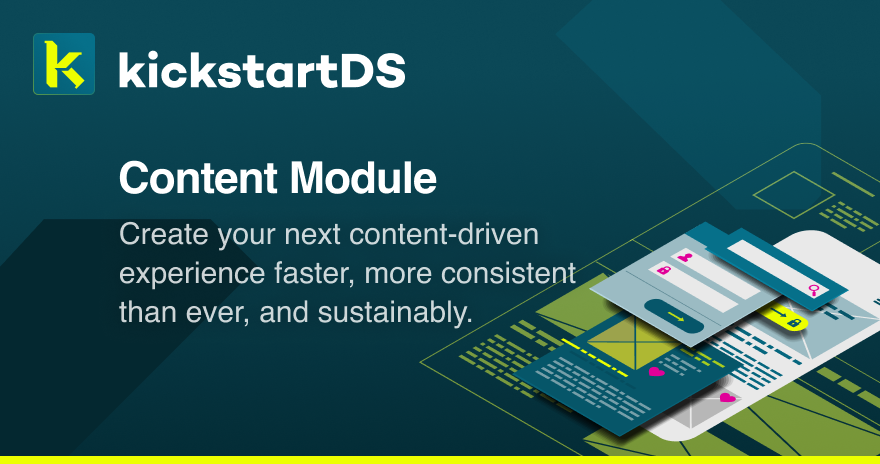 kickstartDS
Content Module
Create your next content-driven
experience faster, more consistent
than ever, and sustainably.